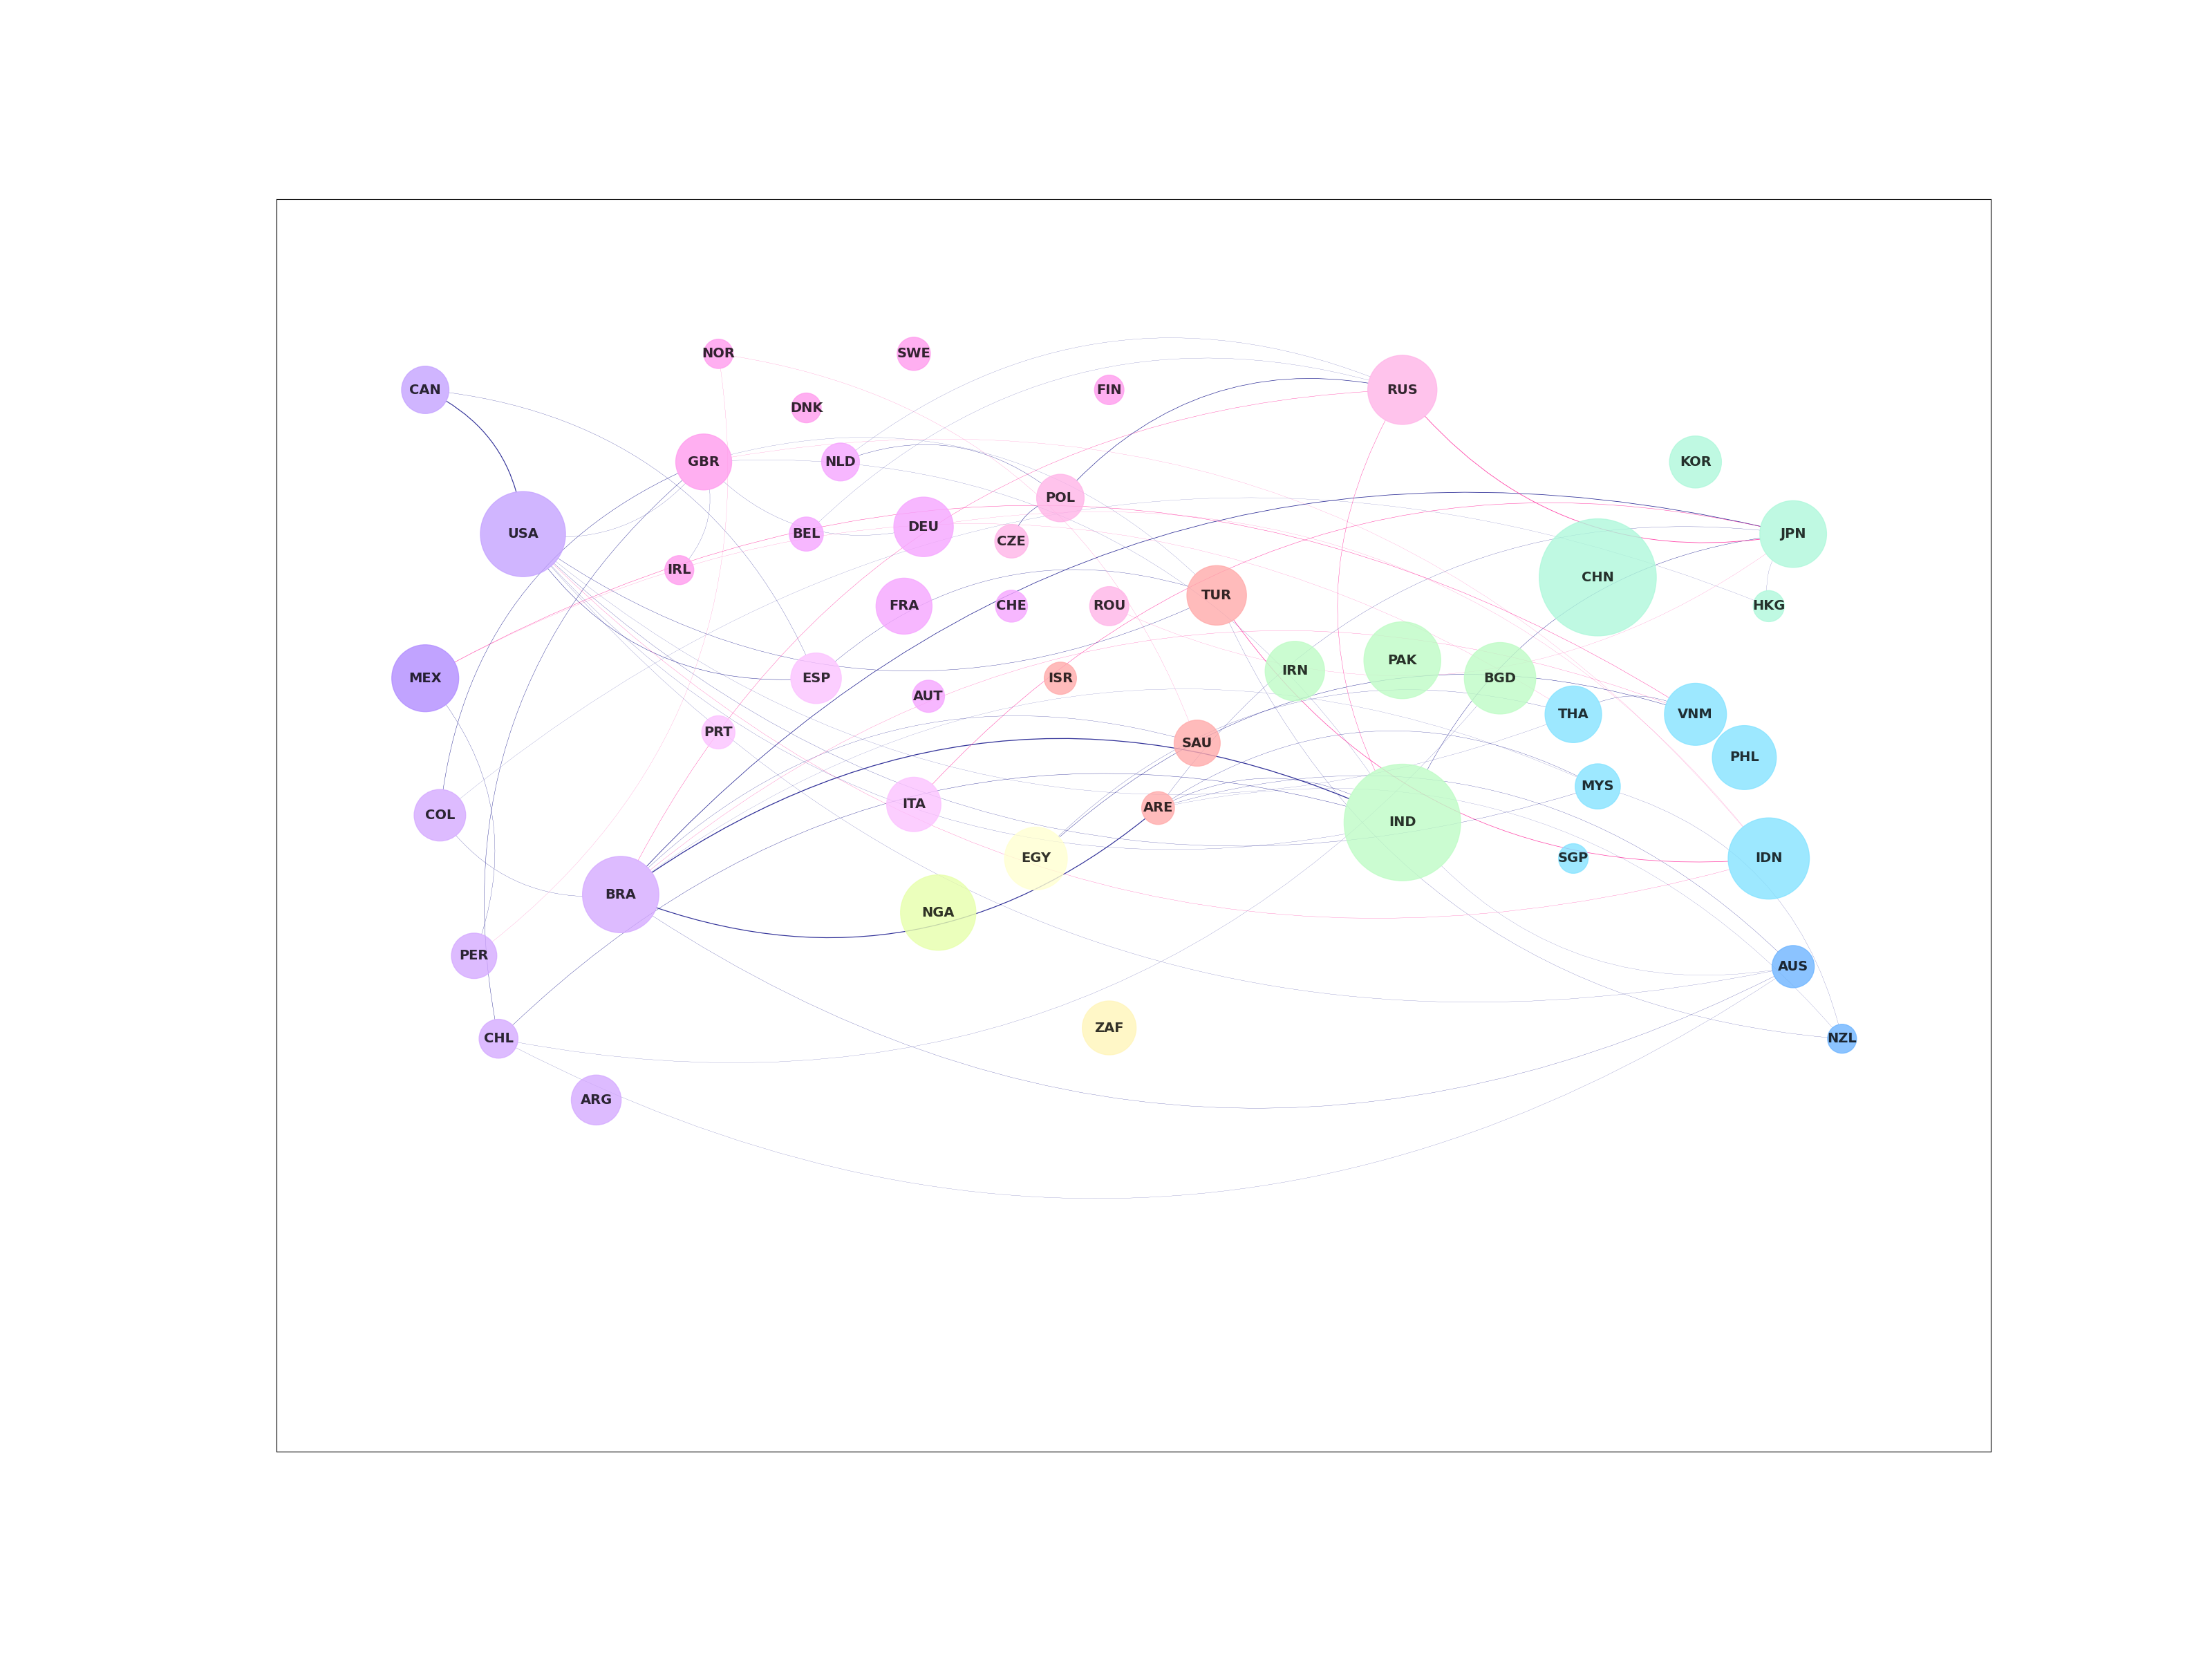 NOR
SWE
CAN
FIN
RUS
DNK
GBR
NLD
KOR
POL
DEU
USA
BEL
CZE
JPN
IRL
CHN
TUR
FRA
CHE
ROU
HKG
PAK
IRN
MEX
ESP
ISR
BGD
AUT
THA
VNM
PRT
SAU
PHL
MYS
ITA
ARE
COL
IND
EGY
SGP
IDN
BRA
NGA
PER
AUS
ZAF
CHL
NZL
ARG